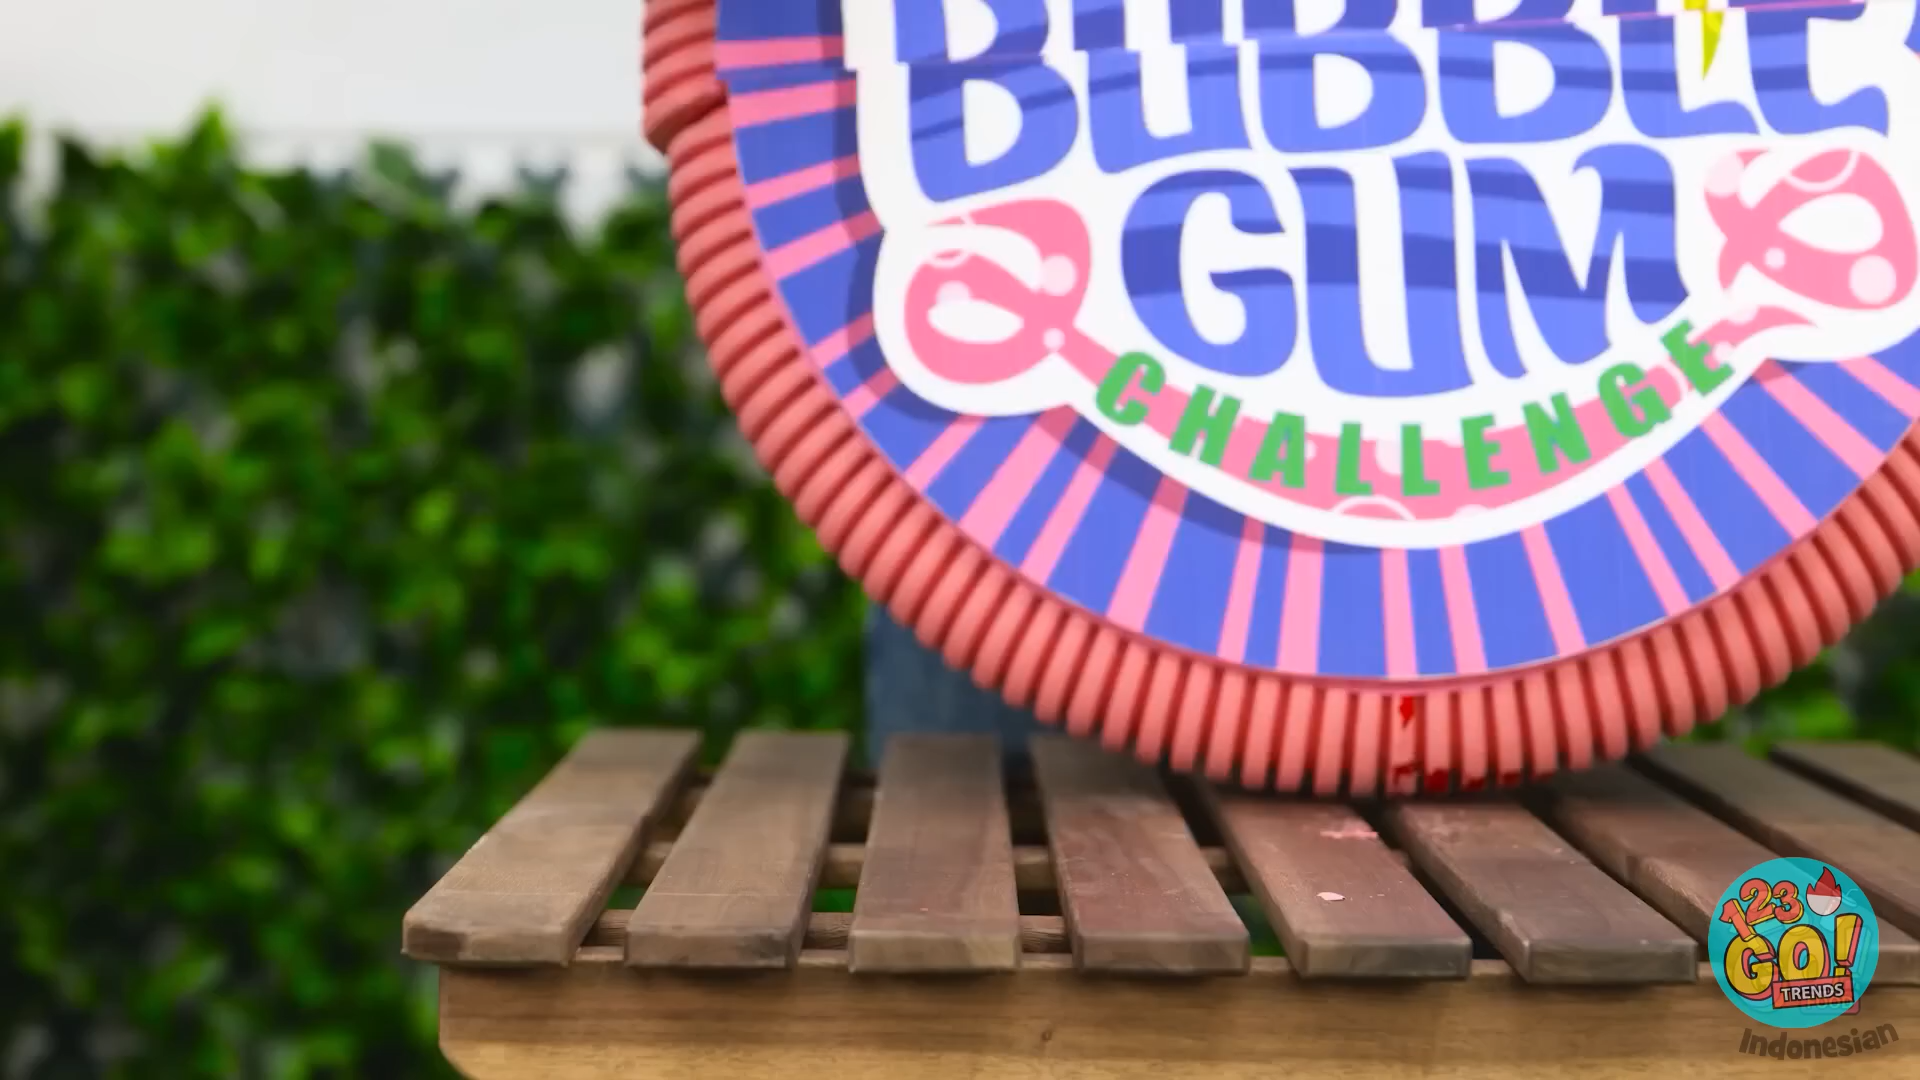 BUBBLE
GUM
CHALLENGE
123
GO!
TRENDS
Indonesian